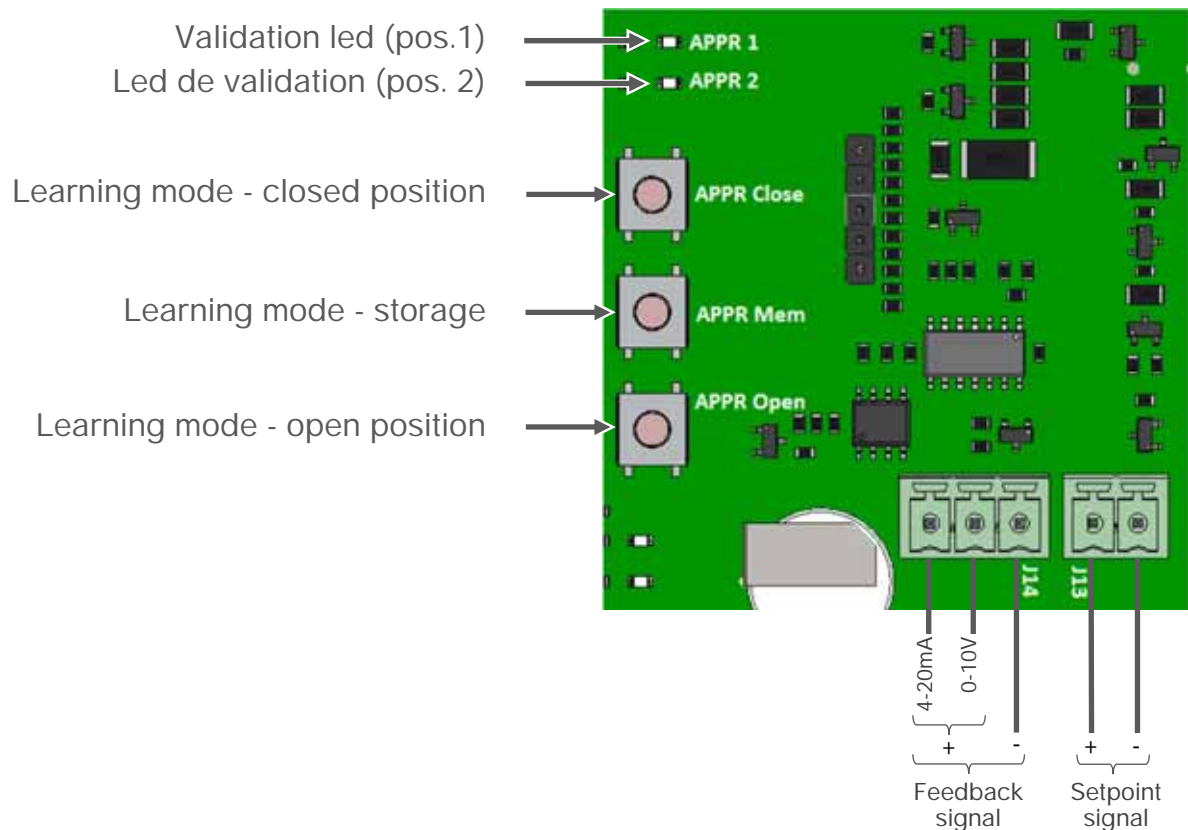 Validation led (pos.1)
APPR 1
Led de validation (pos. 2)
APPR 2
Learning mode - closed position
APPR Close
Learning mode - storage
APPR Mem
Learning mode - open position
APPR Open
J14
J13
4-20mA
0-10V
+
-
+
-
Feedback
signal
Setpoint
signal